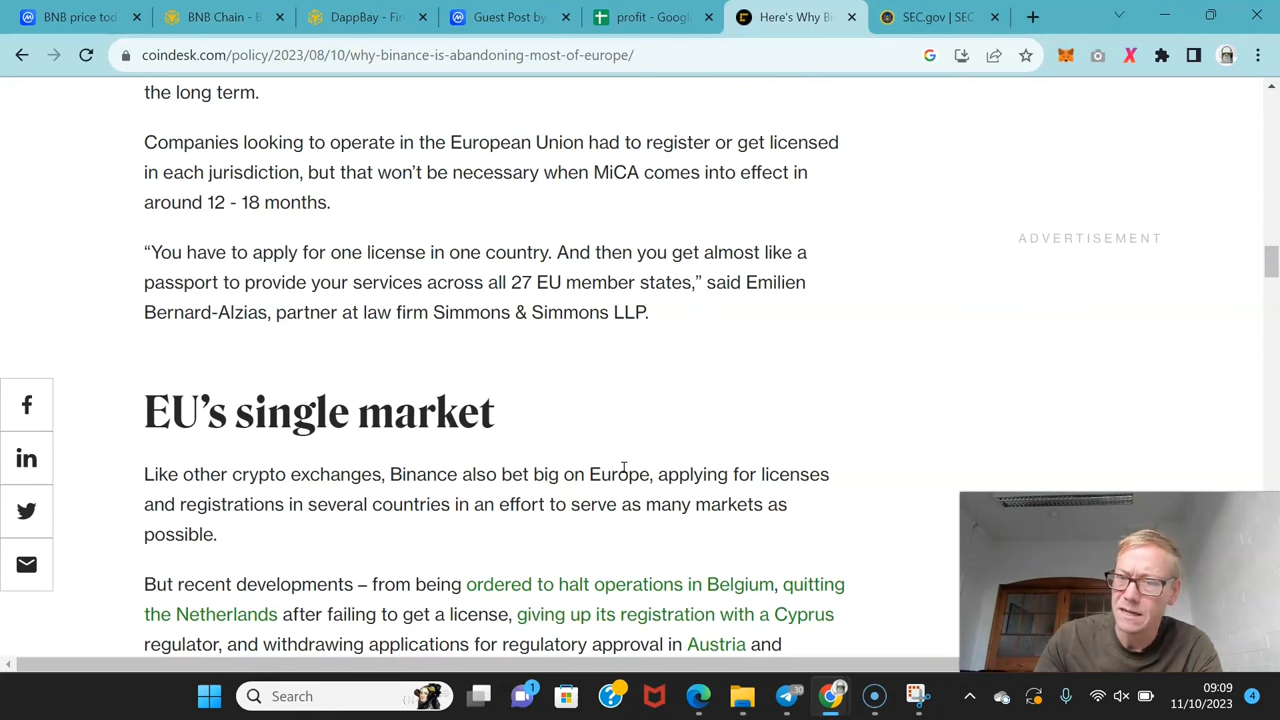 BNB price tod
BNB Chain - B
DappBay - Fir
Guest Post by
profit - Googl
Here's Why Bi
SEC.gov | SEC
coindesk.com/policy/2023/08/10/why-binance-is-abandoning-most-of-europe/
the long term.
Companies looking to operate in the European Union had to register or get licensed
in each jurisdiction, but that won’t be necessary when MiCA comes into effect in
around 12 - 18 months.
ADVERTISEMENT
“You have to apply for one license in one country. And then you get almost like a
passport to provide your services across all 27 EU member states,” said Emilien
Bernard-Alzias, partner at law firm Simmons & Simmons LLP.
EU’s single market
Like other crypto exchanges, Binance also bet big on Europe, applying for licenses
and registrations in several countries in an effort to serve as many markets as
possible.
But recent developments – from being ordered to halt operations in Belgium, quitting
the Netherlands after failing to get a license, giving up its registration with a Cyprus
regulator, and withdrawing applications for regulatory approval in Austria and
Search
1
30
09:09
11/10/2023
4